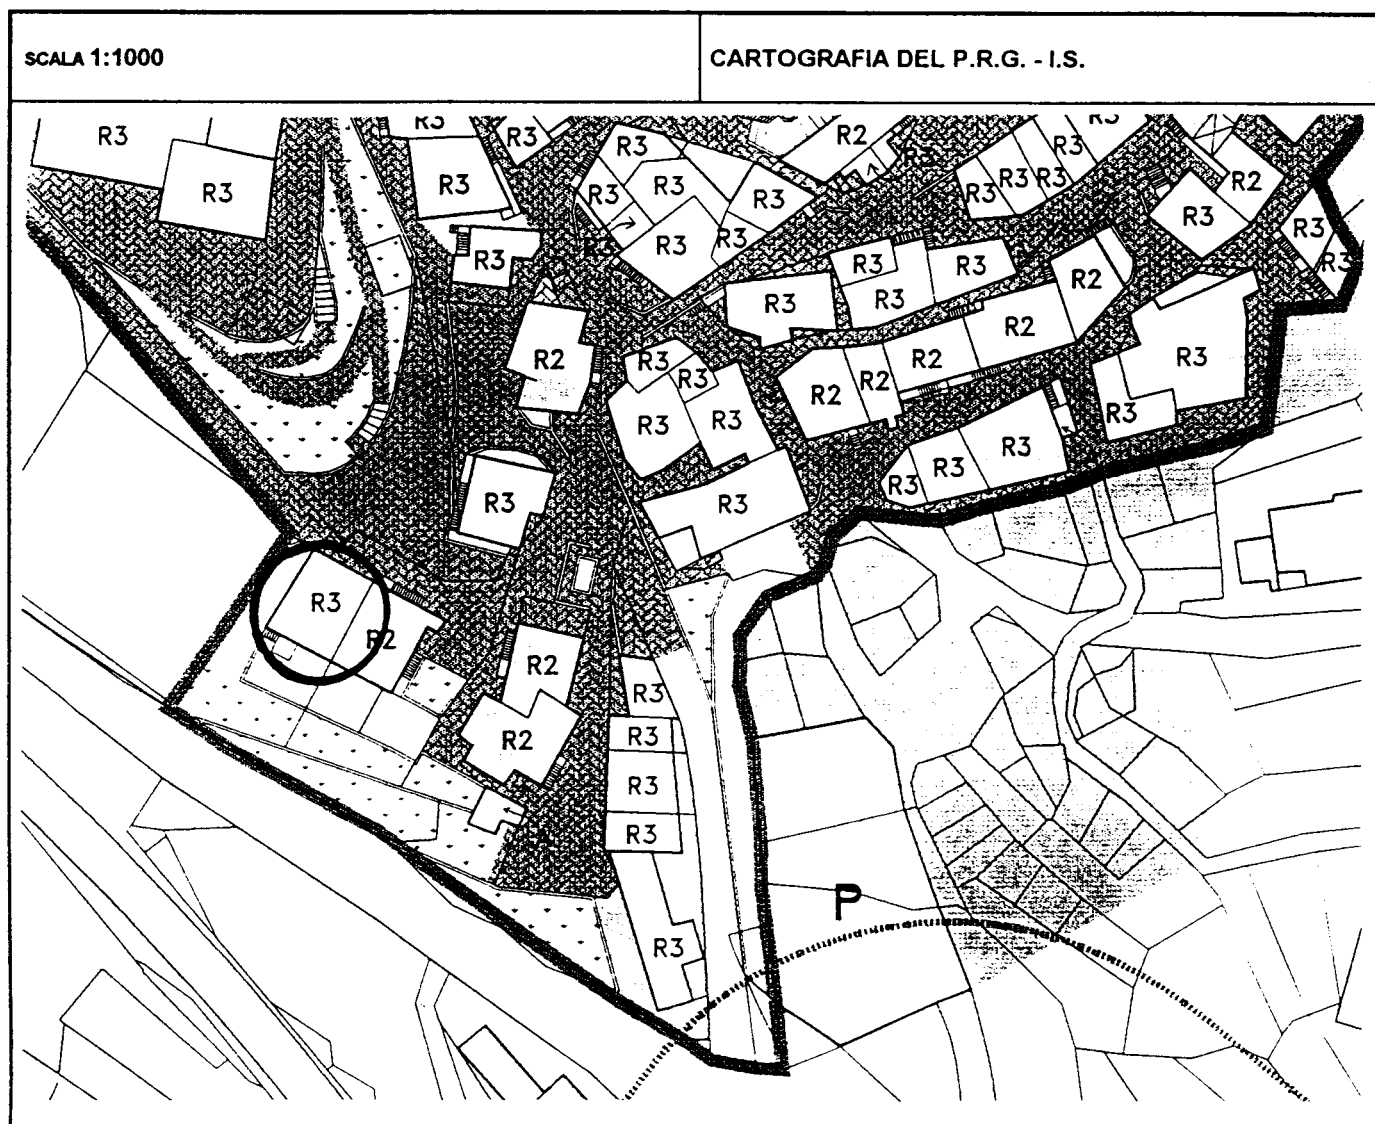 SCALA 1:1000
CARTOGRAFIA DEL P.R.G. - I.S.
R3 R3 R3 R3 R2 R3 R3
R3 R3 R3 R3 R3 R3 R3 R3 R2
R3 R3 R3 R3 R3
R3 R3 R3 R3 R2 R3
R3 R3 R2
R2 R3 R3 R2 R2 R2 R3
R3 R3 R3 R3
R3 R3 R3 R3
R3 R2
R2 R3
R2 R3
R3
R3
P
R3